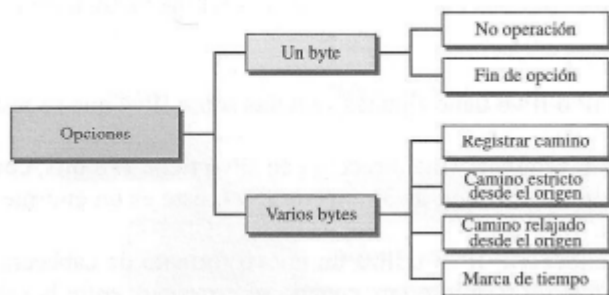 Un byte
No operación
Fin de opción
Opciones
Varios bytes
Registrar camino
Camino estricto
desde el origen
Camino relajado
desde el origen
Marca de tiempo